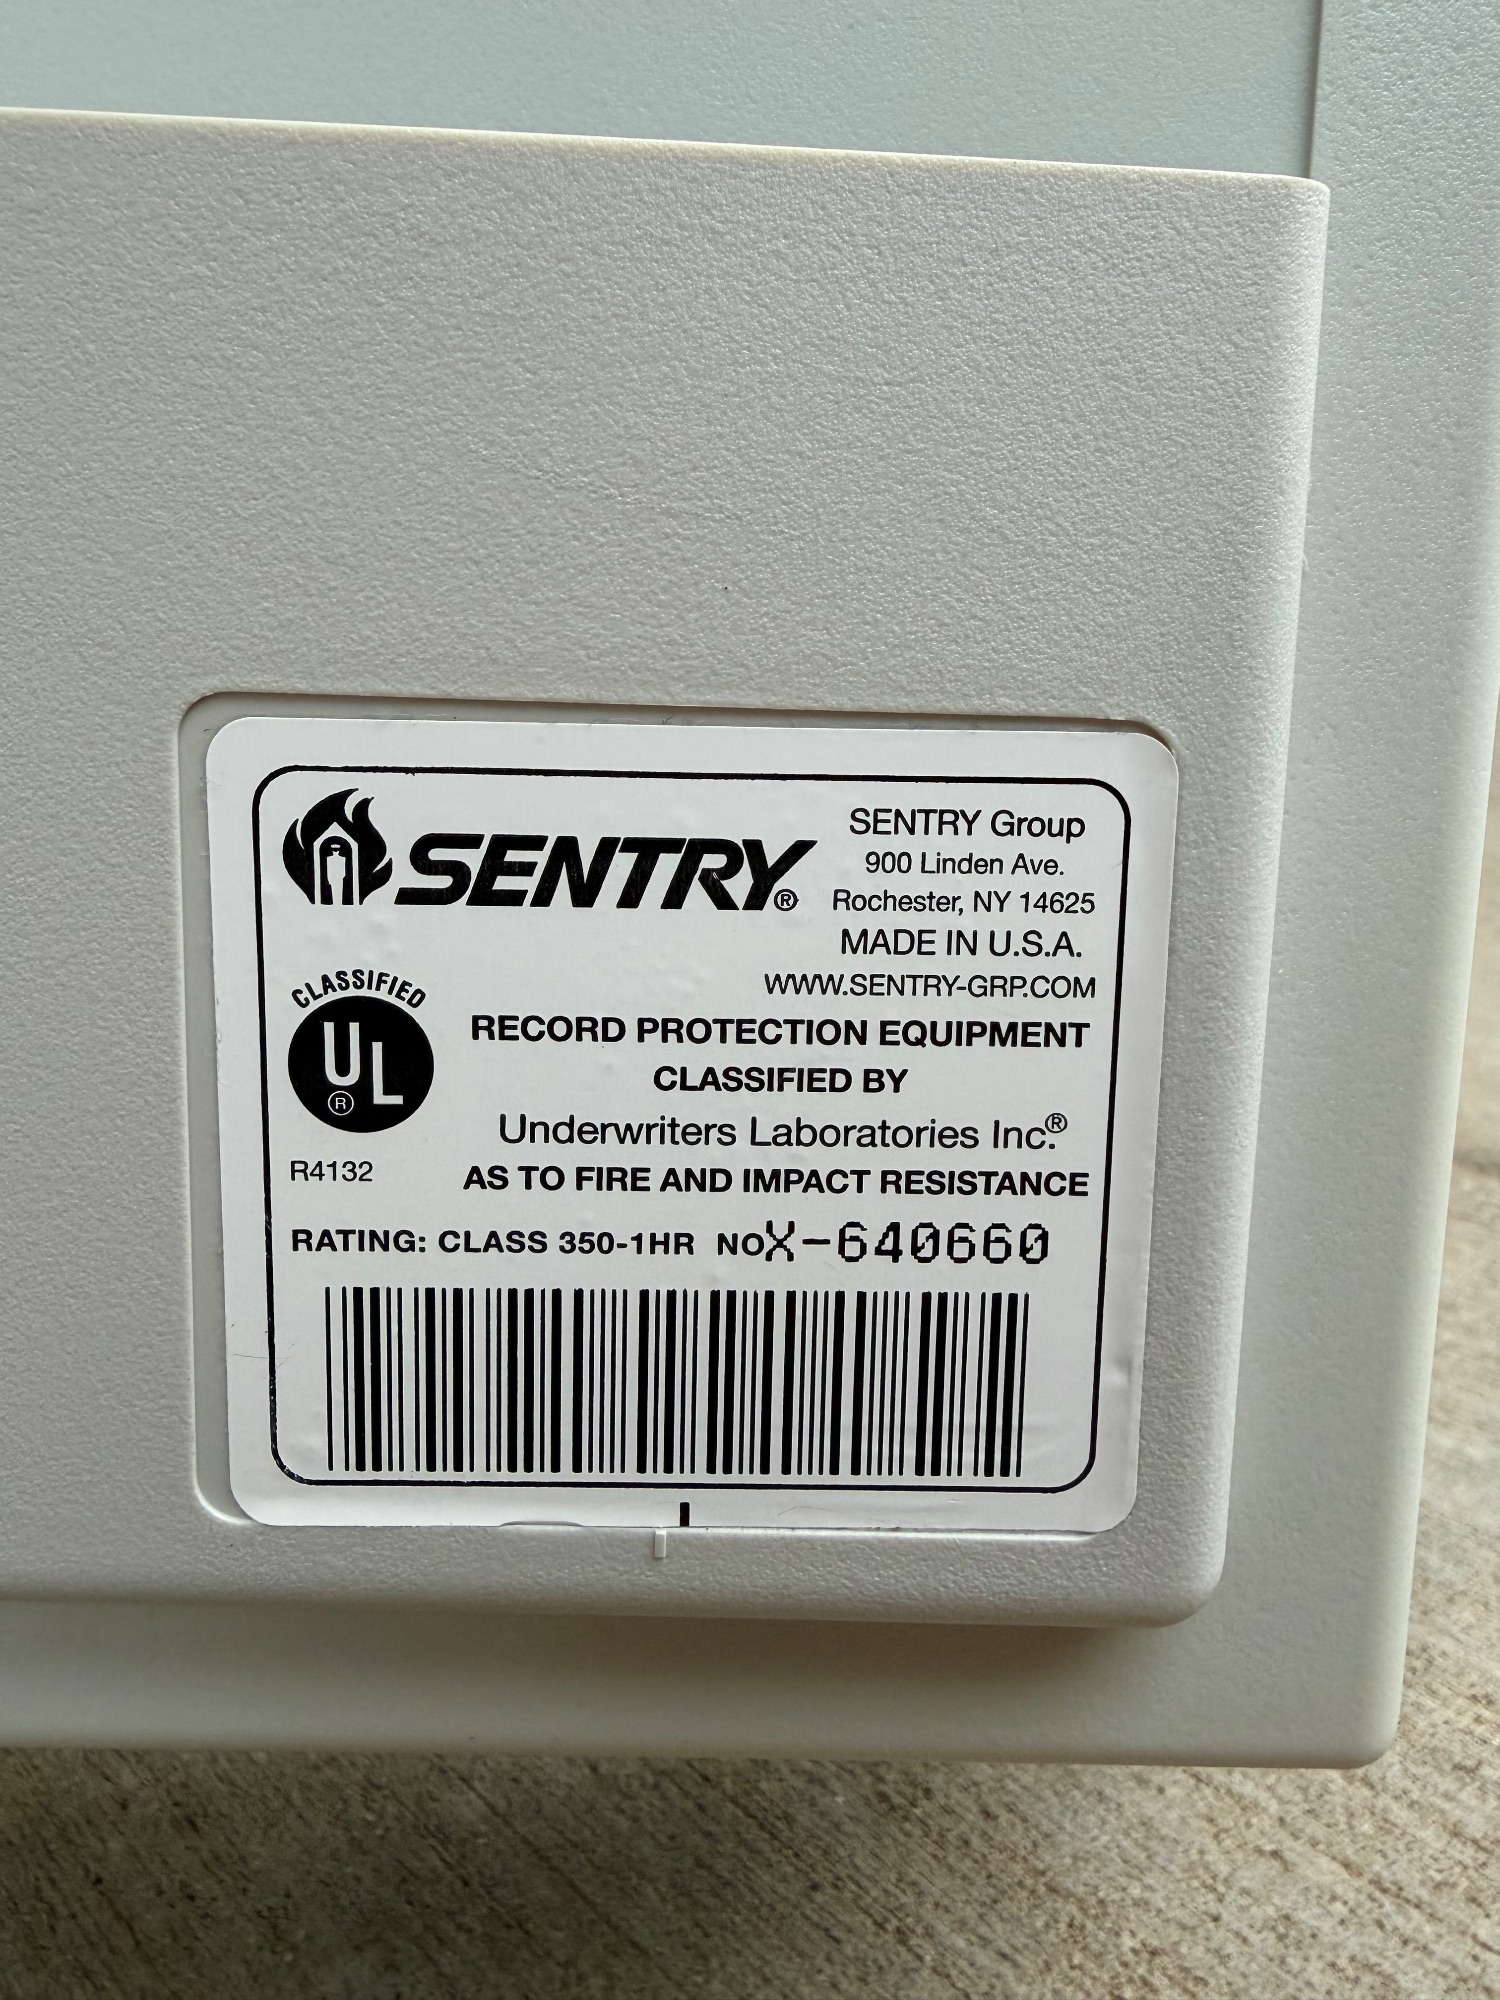 SENTRY®
SENTRY Group
900 Linden Ave.
Rochester, NY 14625
MADE IN U.S.A.
WWW.SENTRY-GRP.COM
CLASSIFIED
UL
®
R4132
RECORD PROTECTION EQUIPMENT
CLASSIFIED BY
Underwriters Laboratories Inc.®
AS TO FIRE AND IMPACT RESISTANCE
RATING: CLASS 350-1HR NO X-640660